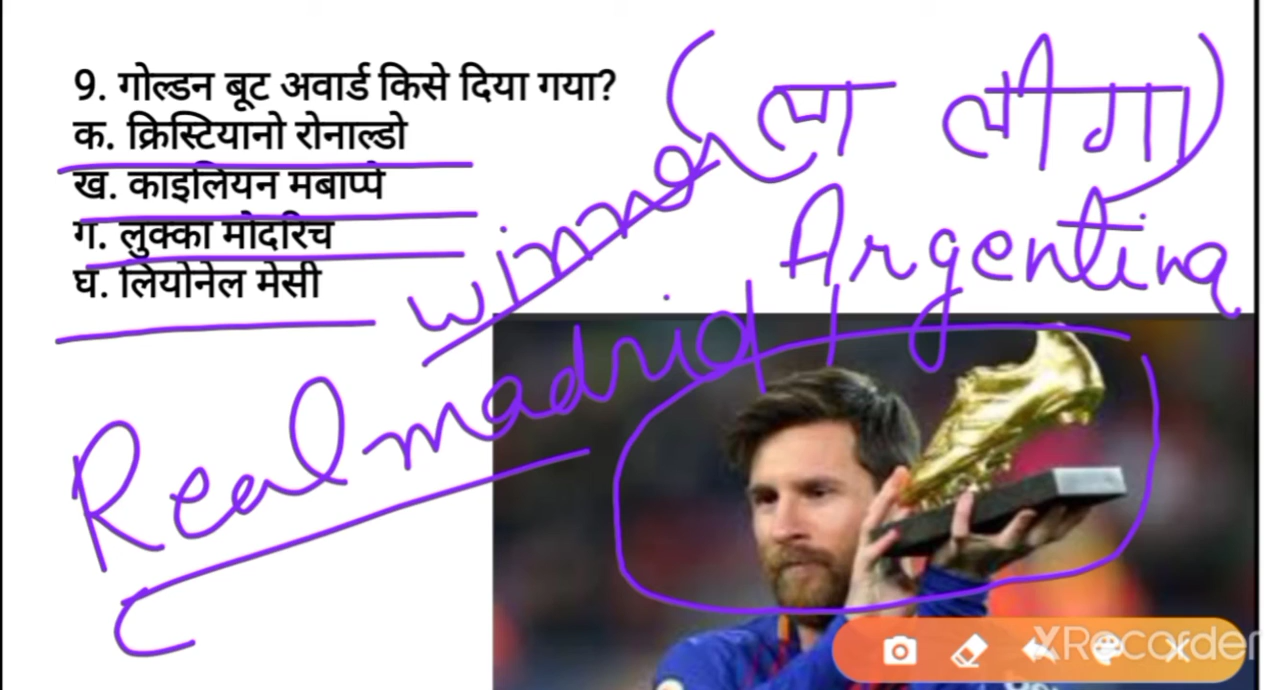 9. गोल्डन बूट अवार्ड किसे दिया गया?
क. क्रिस्टियानो रोनाल्डो
ख. काइलियन मबाप्पे
ग. लुक्का मोदरिच
घ. लियोनेल मेसी
(ला लीगा)
winner
Argentina
Real madrid
XRecorder